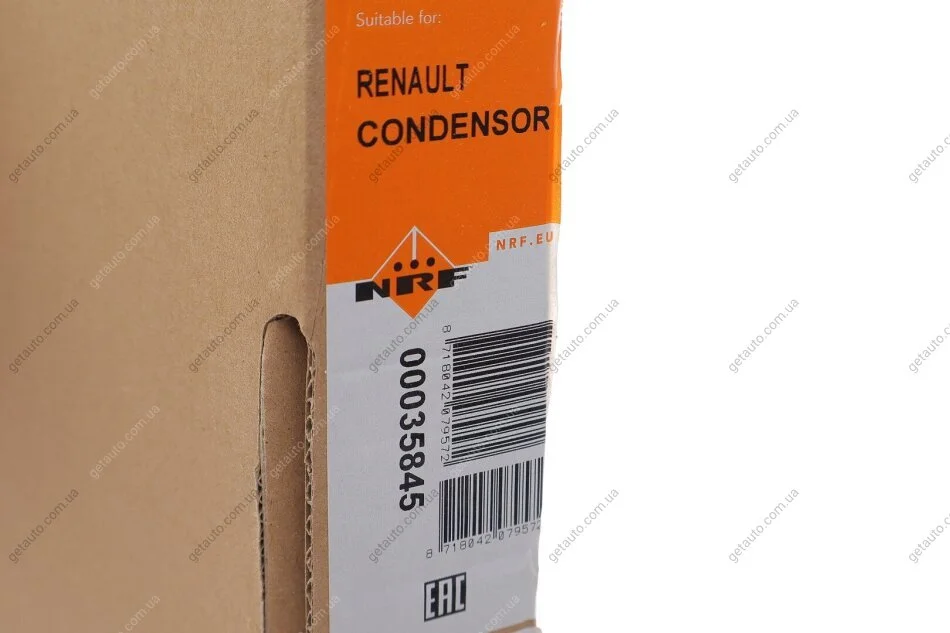 Suitable for:
RENAULT
CONDENSOR
NRF.EU
NRF
00035845
8 718042 079572
8 718042 079572
EAC
getauto.com.ua